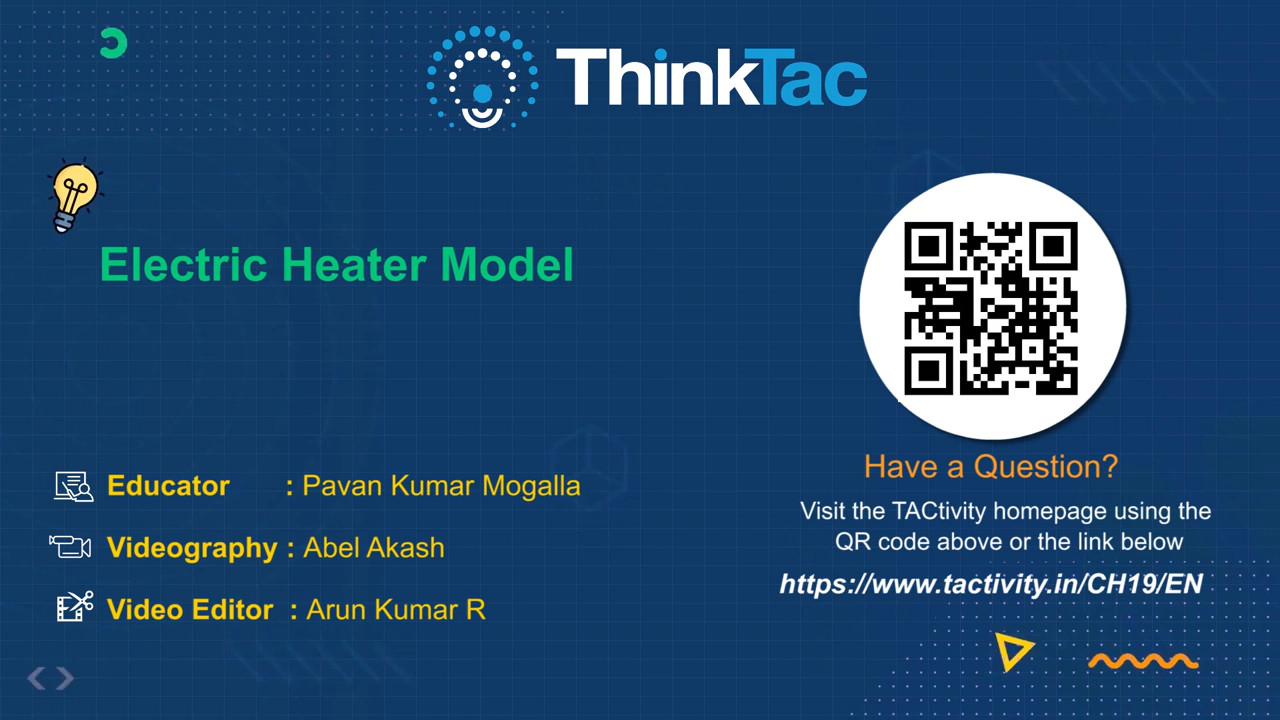 ThinkTac
Electric Heater Model
Educator : Pavan Kumar Mogalla
Videography : Abel Akash
Video Editor : Arun Kumar R
Have a Question?
Visit the TACtivity homepage using the
QR code above or the link below
https://www.tactivity.in/CH19/EN